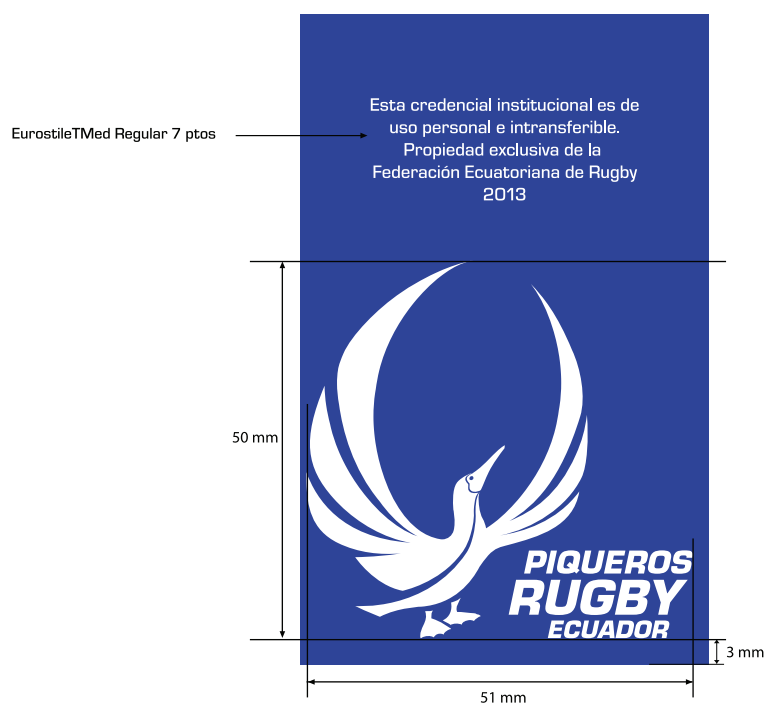 Esta credencial institucional es de
uso personal e intransferible.
Propiedad exclusiva de la
Federación Ecuatoriana de Rugby
2013
EurostileTMed Regular 7 ptos
50 mm
PIQUEROS
RUGBY
ECUADOR
3 mm
51 mm